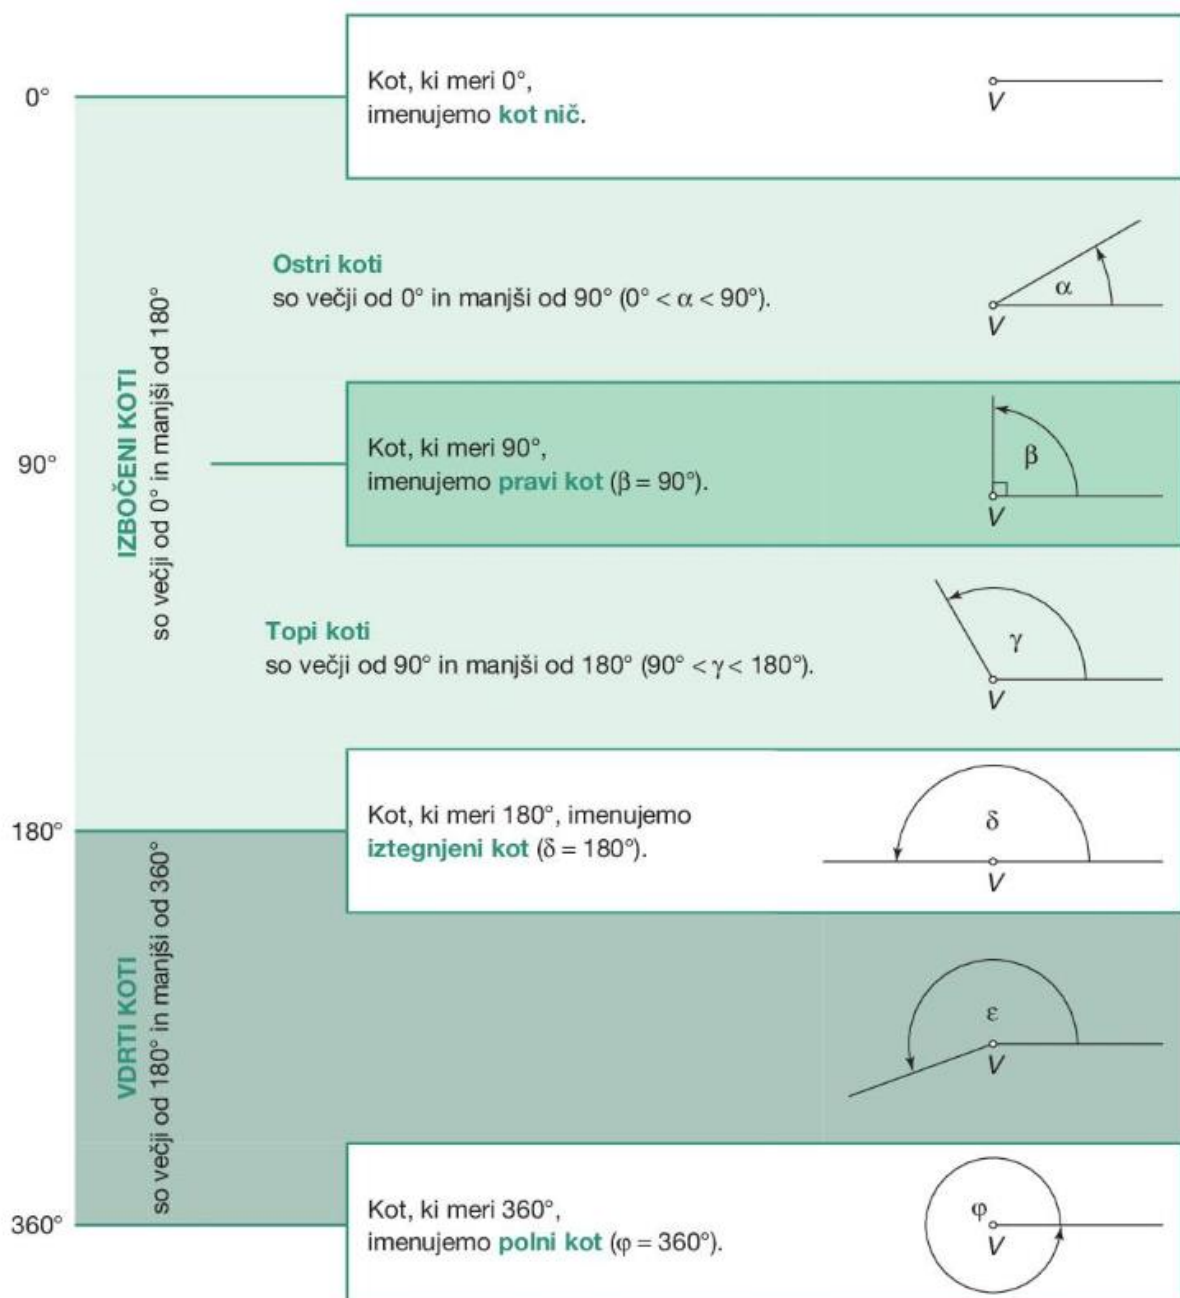 0°
Kot, ki meri 0°,
imenujemo kot nič.
V
IZBOČENI KOTI
so večji od 0° in manjši od 180°
Ostri koti
so večji od 0° in manjši od 90° (0° < α < 90°).
α
V
90°
Kot, ki meri 90°,
imenujemo pravi kot (β = 90°).
β
V
Topi koti
so večji od 90° in manjši od 180° (90° < γ < 180°).
γ
V
180°
Kot, ki meri 180°, imenujemo
iztegnjeni kot (δ = 180°).
δ
V
VDRTI KOTI
so večji od 180° in manjši od 360°
ε
V
360°
Kot, ki meri 360°,
imenujemo polni kot (φ = 360°).
φ
V